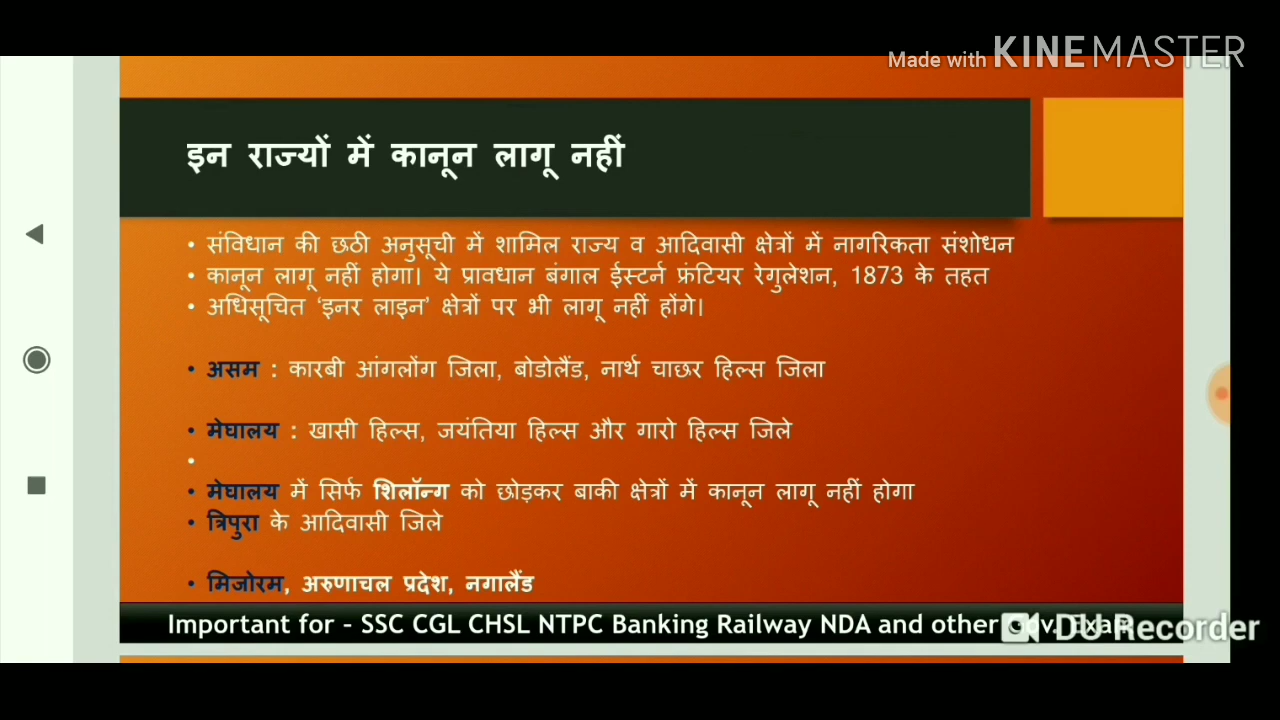 Made with KINEMASTER
इन राज्यों में कानून लागू नहीं
• संविधान की छठी अनुसूची में शामिल राज्य व आदिवासी क्षेत्रों में नागरिकता संशोधन
• कानून लागू नहीं होगा। ये प्रावधान बंगाल ईस्टर्न फ्रंटियर रेगुलेशन, 1873 के तहत
• अधिसूचित ‘इनर लाइन’ क्षेत्रों पर भी लागू नहीं होंगे।
• असम : कारबी आंगलोंग जिला, बोडोलैंड, नार्थ चाछर हिल्स जिला
• मेघालय : खासी हिल्स, जयंतिया हिल्स और गारो हिल्स जिले
•
• मेघालय में सिर्फ शिलॉन्ग को छोड़कर बाकी क्षेत्रों में कानून लागू नहीं होगा
• त्रिपुरा के आदिवासी जिले
• मिजोरम, अरुणाचल प्रदेश, नगालैंड
Important for - SSC CGL CHSL NTPC Banking Railway NDA and other Gov. Exam
DU Recorder